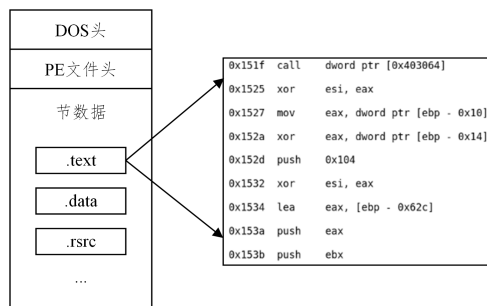 DOS头
PE文件头
节数据
.text
.data
.rsrc
...
0x151f call dword ptr [0x403064]
0x1525 xor esi, eax
0x1527 mov eax, dword ptr [ebp - 0x10]
0x152a xor eax, dword ptr [ebp - 0x14]
0x152d push 0x104
0x1532 xor esi, eax
0x1534 lea eax, [ebp - 0x62c]
0x153a push eax
0x153b push ebx